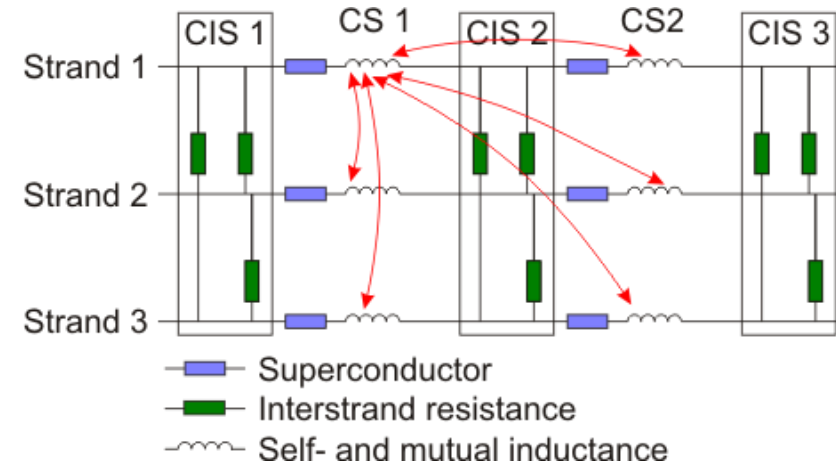 CIS 1
CS 1
CIS 2
CS2
CIS 3
Strand 1
Strand 2
Strand 3
Superconductor
Interstrand resistance
Self- and mutual inductance